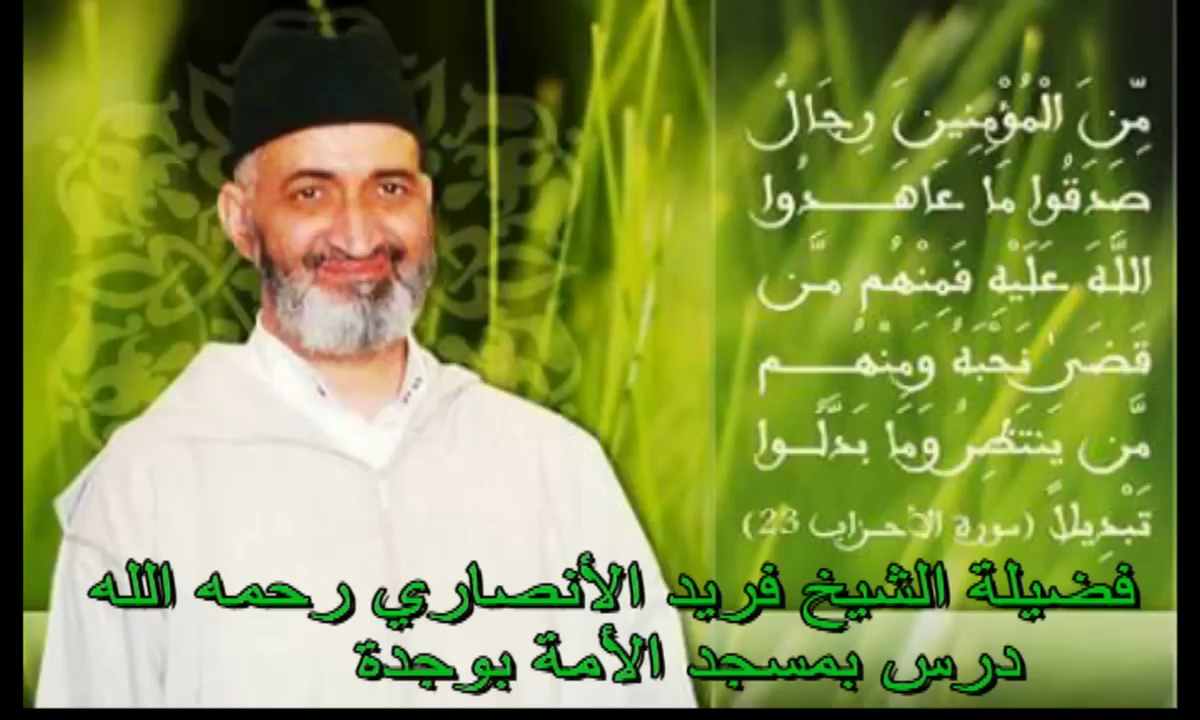 مِّنَ الْمُؤْمِنِينَ رِجَالٌ
صَدَقُوا مَا عَاهَدُوا
اللَّهَ عَلَيْهِ فَمِنْهُم مَّن
قَضَىٰ نَحْبَهُ وَمِنْهُم
مَّن يَنتَظِرُ وَمَا بَدَّلُوا
تَبْدِيلاً (سورة الأحزاب 23)
فضيلة الشيخ فريد الأنصاري رحمه الله
درس بمسجد الأمة بوجدة